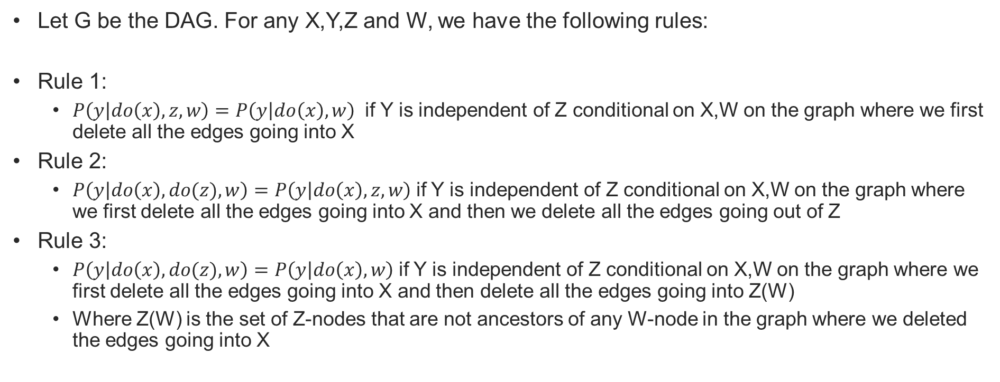 • Let G be the DAG. For any X,Y,Z and W, we have the following rules:
• Rule 1:
• P(y|do(x), z, w) = P(y|do(x), w) if Y is independent of Z conditional on X,W on the graph where we first
delete all the edges going into X
• Rule 2:
• P(y|do(x), do(z), w) = P(y|do(x), z, w) if Y is independent of Z conditional on X,W on the graph where
we first delete all the edges going into X and then we delete all the edges going out of Z
• Rule 3:
• P(y|do(x), do(z), w) = P(y|do(x), w) if Y is independent of Z conditional on X,W on the graph where we
first delete all the edges going into X and then delete all the edges going into Z(W)
• Where Z(W) is the set of Z-nodes that are not ancestors of any W-node in the graph where we deleted
the edges going into X